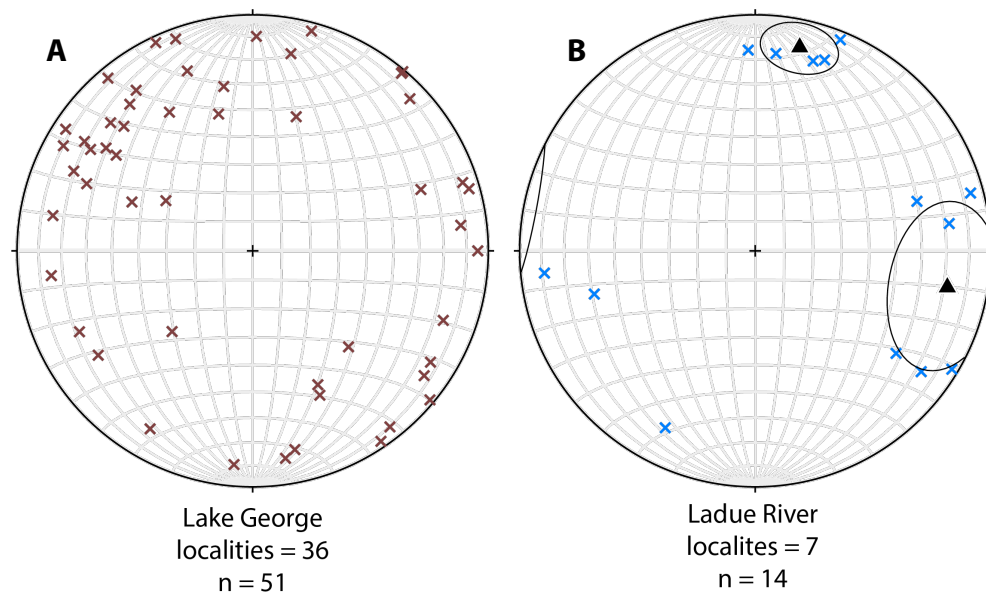 A
B
Lake George
localities = 36
n = 51
Ladue River
localites = 7
n = 14